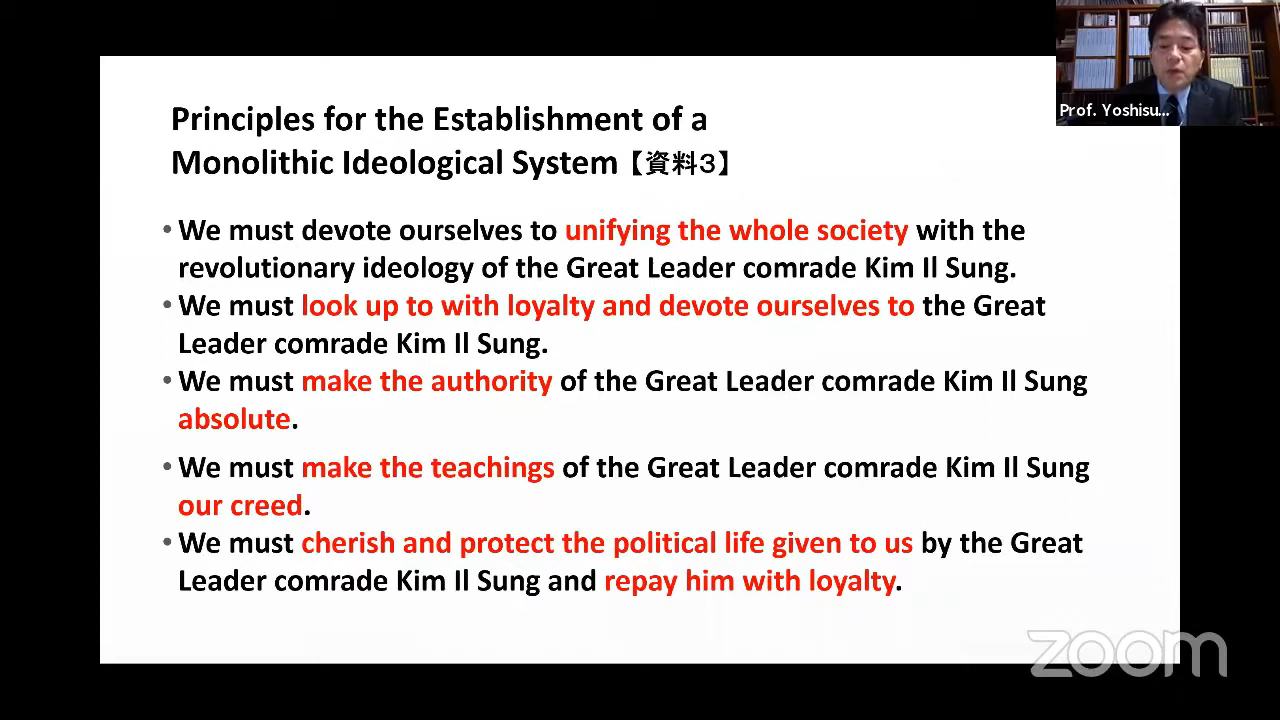 Principles for the Establishment of a
Monolithic Ideological System【資料3】
• We must devote ourselves to unifying the whole society with the
revolutionary ideology of the Great Leader comrade Kim Il Sung.
• We must look up to with loyalty and devote ourselves to the Great
Leader comrade Kim Il Sung.
• We must make the authority of the Great Leader comrade Kim Il Sung
absolute.
• We must make the teachings of the Great Leader comrade Kim Il Sung
our creed.
• We must cherish and protect the political life given to us by the Great
Leader comrade Kim Il Sung and repay him with loyalty.
Prof. Yoshisu...
zoom